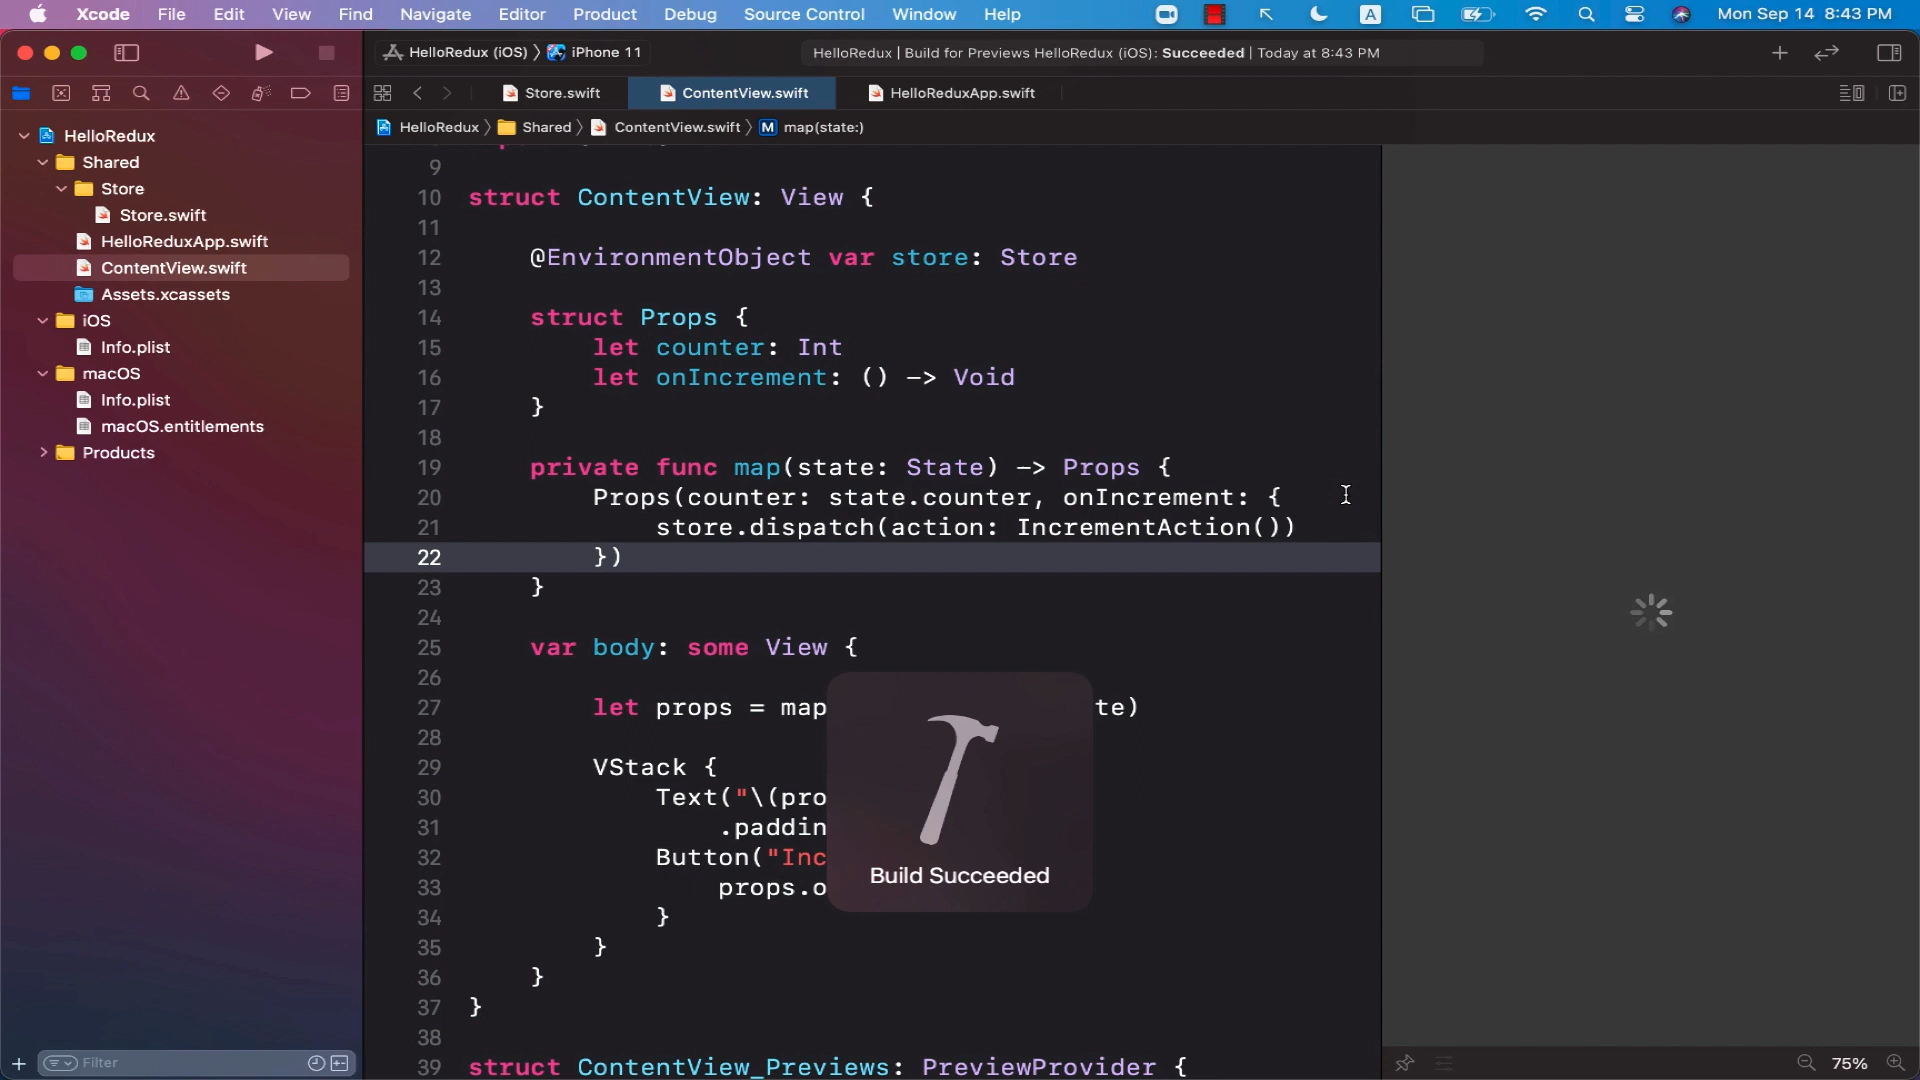 Xcode File Edit View Find Navigate Editor Product Debug Source Control Window Help A Mon Sep 14 8:43 PM
HelloRedux (iOS) 〉 iPhone 11 HelloRedux | Build for Previews HelloRedux (iOS): Succeeded | Today at 8:43 PM
Store.swift ContentView.swift HelloReduxApp.swift
HelloRedux 〉 Shared 〉 ContentView.swift 〉 M map(state:)
HelloRedux
Shared
Store
Store.swift
HelloReduxApp.swift
ContentView.swift
Assets.xcassets
iOS
Info.plist
macOS
Info.plist
macOS.entitlements
Products
Filter
9
10 struct ContentView: View {
11
12 @EnvironmentObject var store: Store
13
14 struct Props {
15 let counter: Int
16 let onIncrement: () -> Void
17 }
18
19 private func map(state: State) -> Props {
20 Props(counter: state.counter, onIncrement: {
21 store.dispatch(action: IncrementAction())
22 })
23 }
24
25 var body: some View {
26
27 let props = map te)
28
29 VStack {
30 Text("\(pro
31 .paddin
32 Button("Inc
33 props.o
34 }
35 }
36 }
37 }
38
39 struct ContentView_Previews: PreviewProvider {
Build Succeeded
75%